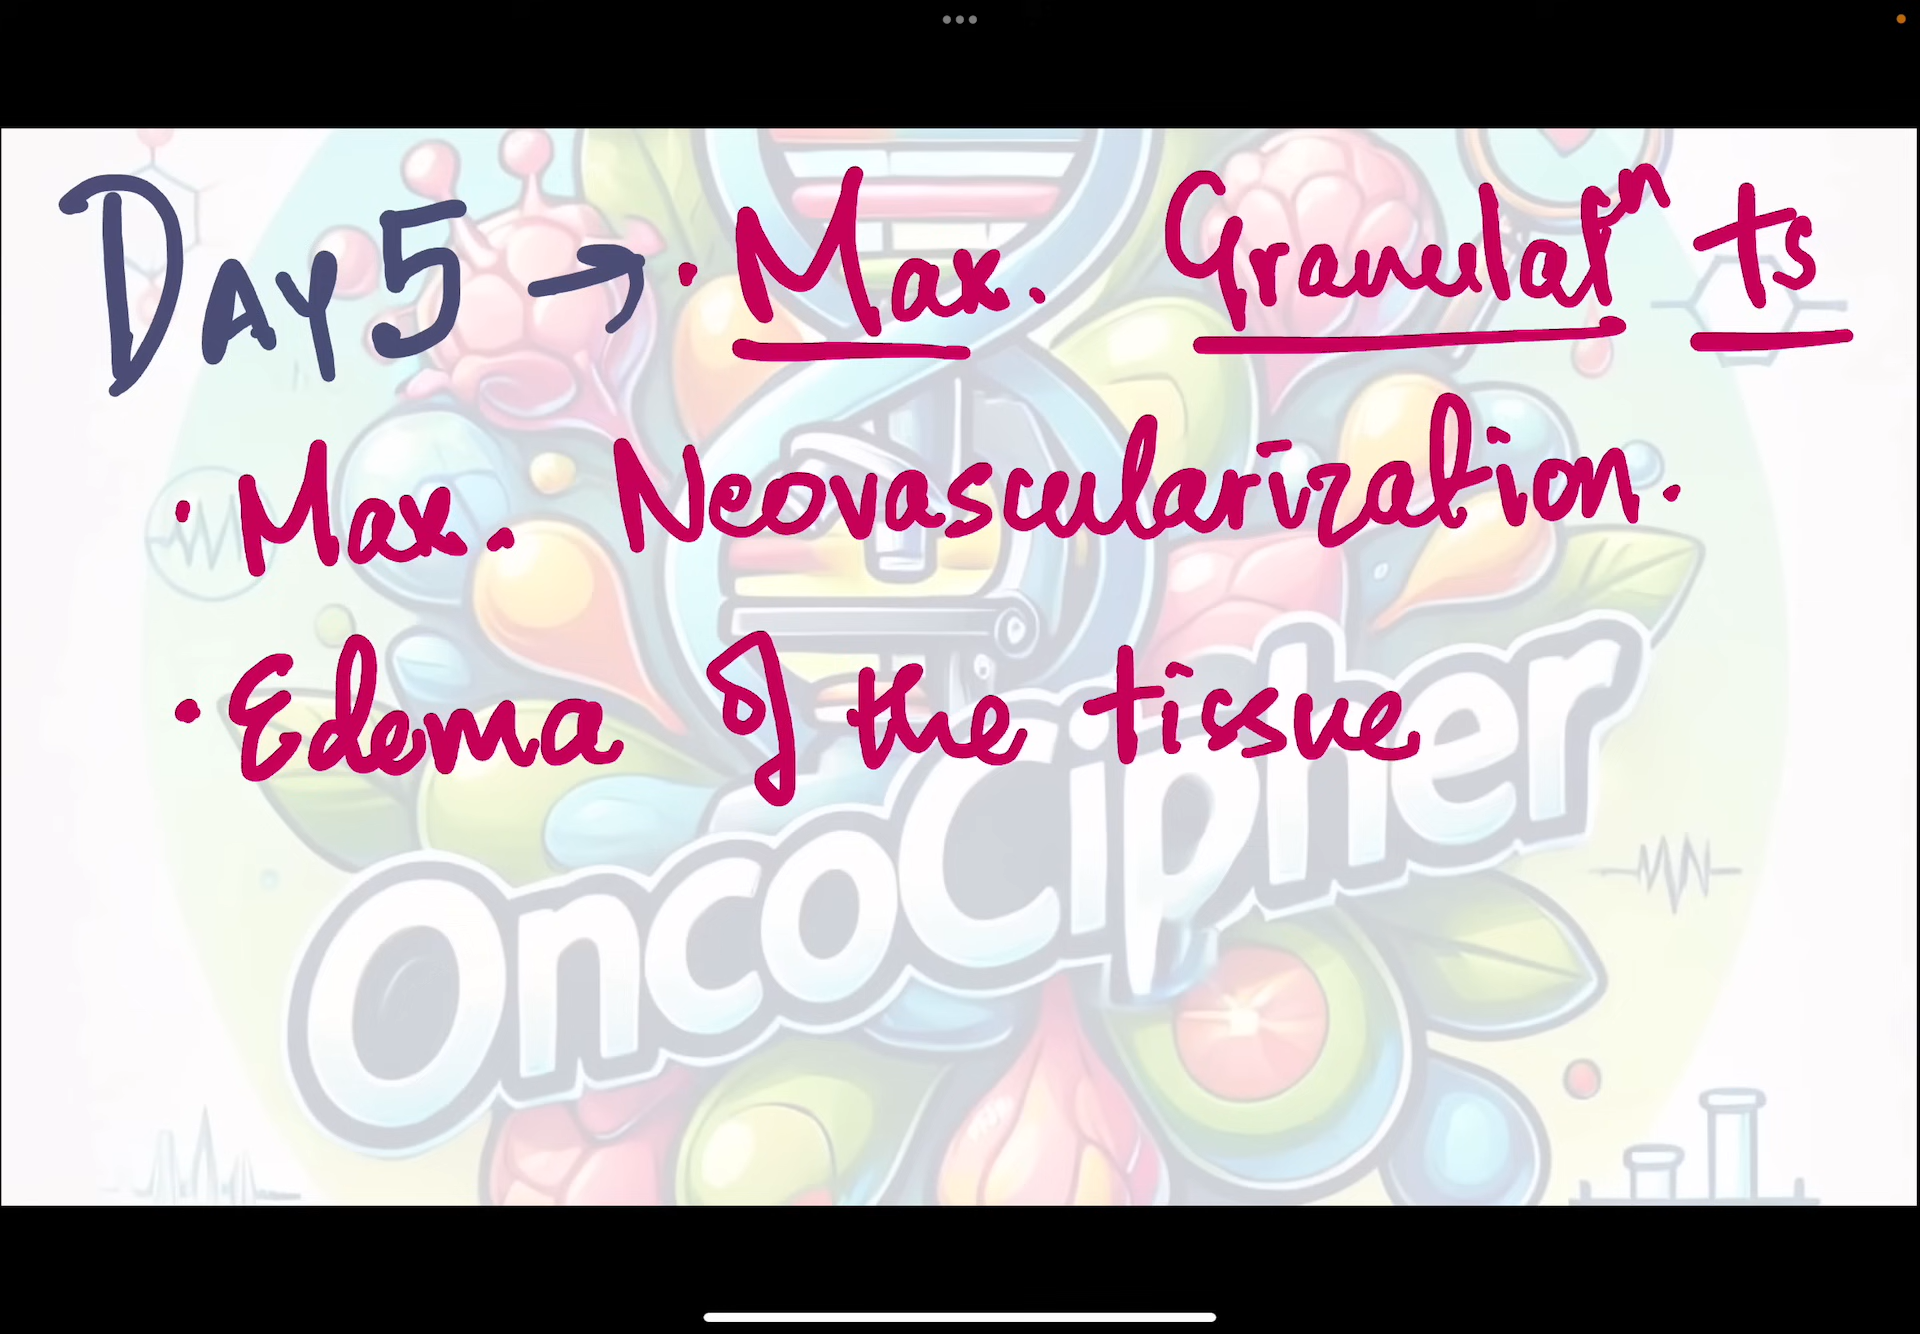 DAY 5 → • Max. Granulatⁿ ts
• Max. Neovascularization.
• Edema of the tissue
OncoCipher